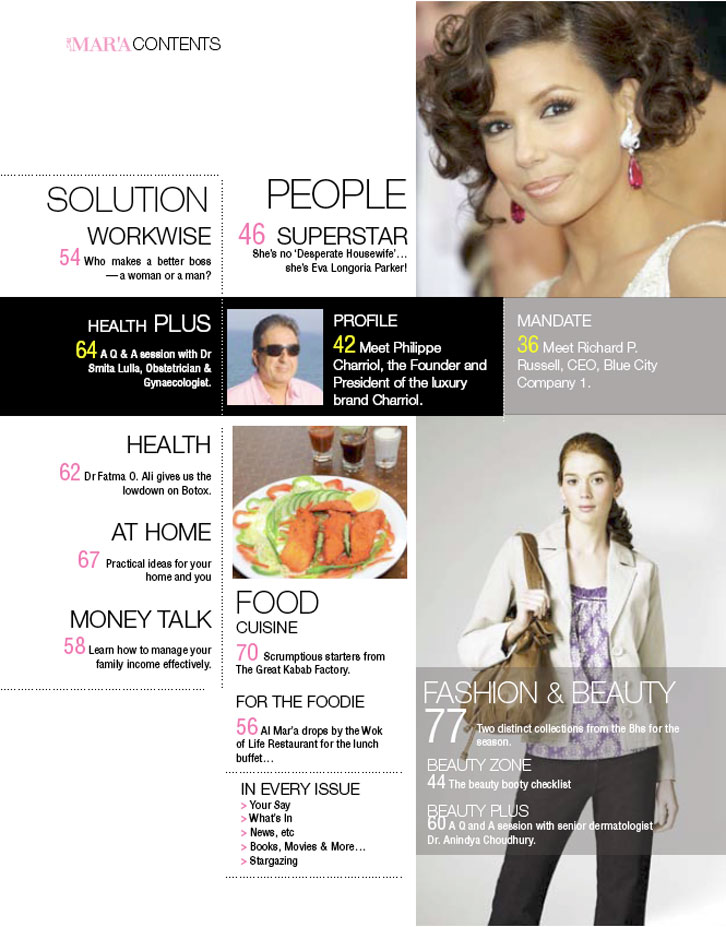 MAR'A CONTENTS
SOLUTION
WORKWISE
54 Who makes a better boss
— a woman or a man?
PEOPLE
46 SUPERSTAR
She's no 'Desperate Housewife'…
she's Eva Longoria Parker!
HEALTH PLUS
64 A Q & A session with Dr
Smita Lulla, Obstetrician &
Gynaecologist.
PROFILE
42 Meet Philippe
Charriol, the Founder and
President of the luxury
brand Charriol.
MANDATE
36 Meet Richard P.
Russell, CEO, Blue City
Company 1.
HEALTH
62 Dr Fatma O. Ali gives us the
lowdown on Botox.
AT HOME
67 Practical ideas for your
home and you
MONEY TALK
58 Learn how to manage your
family income effectively.
FOOD
CUISINE
70 Scrumptious starters from
The Great Kabab Factory.
FOR THE FOODIE
56 Al Mar'a drops by the Wok
of Life Restaurant for the lunch
buffet…
IN EVERY ISSUE
> Your Say
> What's In
> News, etc
> Books, Movies & More…
> Stargazing
FASHION & BEAUTY
77 Two distinct collections from the Bhs for the
season.
BEAUTY ZONE
44 The beauty booty checklist
BEAUTY PLUS
60 A Q and A session with senior dermatologist
Dr. Anindya Choudhury.